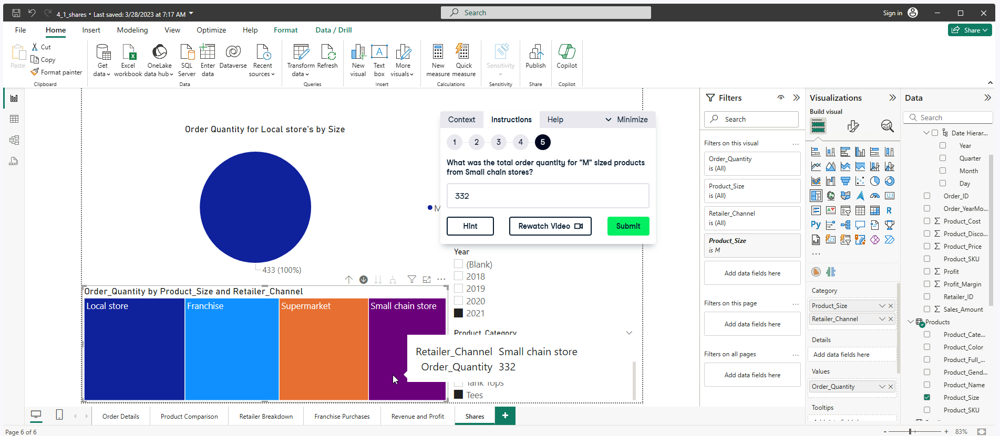 4_1_shares • Last saved: 3/28/2023 at 7:17 AM
Search
Sign in
File Home Insert Modeling View Optimize Help Format Data / Drill
Share
Paste
Cut
Copy
Format painter
Clipboard
Get data
Excel workbook
OneLake data hub
SQL Server
Enter data
Dataverse
Recent sources
Data
Transform data
Refresh
Queries
New visual
Text box
More visuals
Insert
New measure
Quick measure
Calculations
Sensitivity
Sensitivity
Publish
Share
Copilot
Copilot
Order Quantity for Local store's by Size
M
433 (100%)
Context Instructions Help Minimize
1 2 3 4 5
What was the total order quantity for "M" sized products
from Small chain stores?
332
Hint
Rewatch Video
Submit
Year
(Blank)
2018
2019
2020
2021
Product_Category
Tank Tops
Tees
Order_Quantity by Product_Size and Retailer_Channel
Local store
Franchise
Supermarket
Small chain store
Retailer_Channel Small chain store
Order_Quantity 332
Filters
Search
Filters on this visual ...
Order_Quantity
is (All)
Product_Size
is (All)
Retailer_Channel
is (All)
Product_Size
is M
Add data fields here
Filters on this page ...
Add data fields here
Filters on all pages ...
Add data fields here
Visualizations
Build visual
123
R
Py
123
...
Category
Product_Size
Retailer_Channel
Details
Add data fields here
Values
Order_Quantity
Tooltips
Data
Search
Date Hierar...
Year
Quarter
Month
Day
Order_ID
Order_YearMo...
Product_Cost
Product_Disco...
Product_Price
Product_SKU
Profit
Profit_Margin
Retailer_ID
Sales_Amount
Products
Product_Cate...
Product_Color
Product_Full_...
Product_Gend...
Product_Name
Product_Size
Product_SKU
Order Details
Product Comparison
Retailer Breakdown
Franchise Purchases
Revenue and Profit
Shares
+
Page 6 of 6
- + 83%